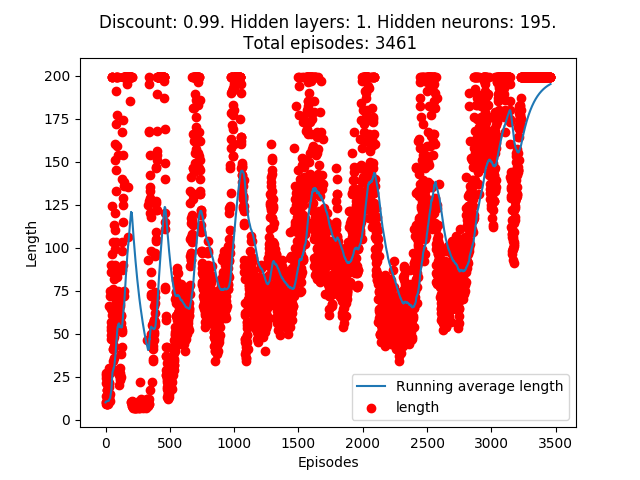 Discount: 0.99. Hidden layers: 1. Hidden neurons: 195.
Total episodes: 3461
200
175
150
125
100
75
50
25
0
Length
Running average length
length
0 500 1000 1500 2000 2500 3000 3500
Episodes